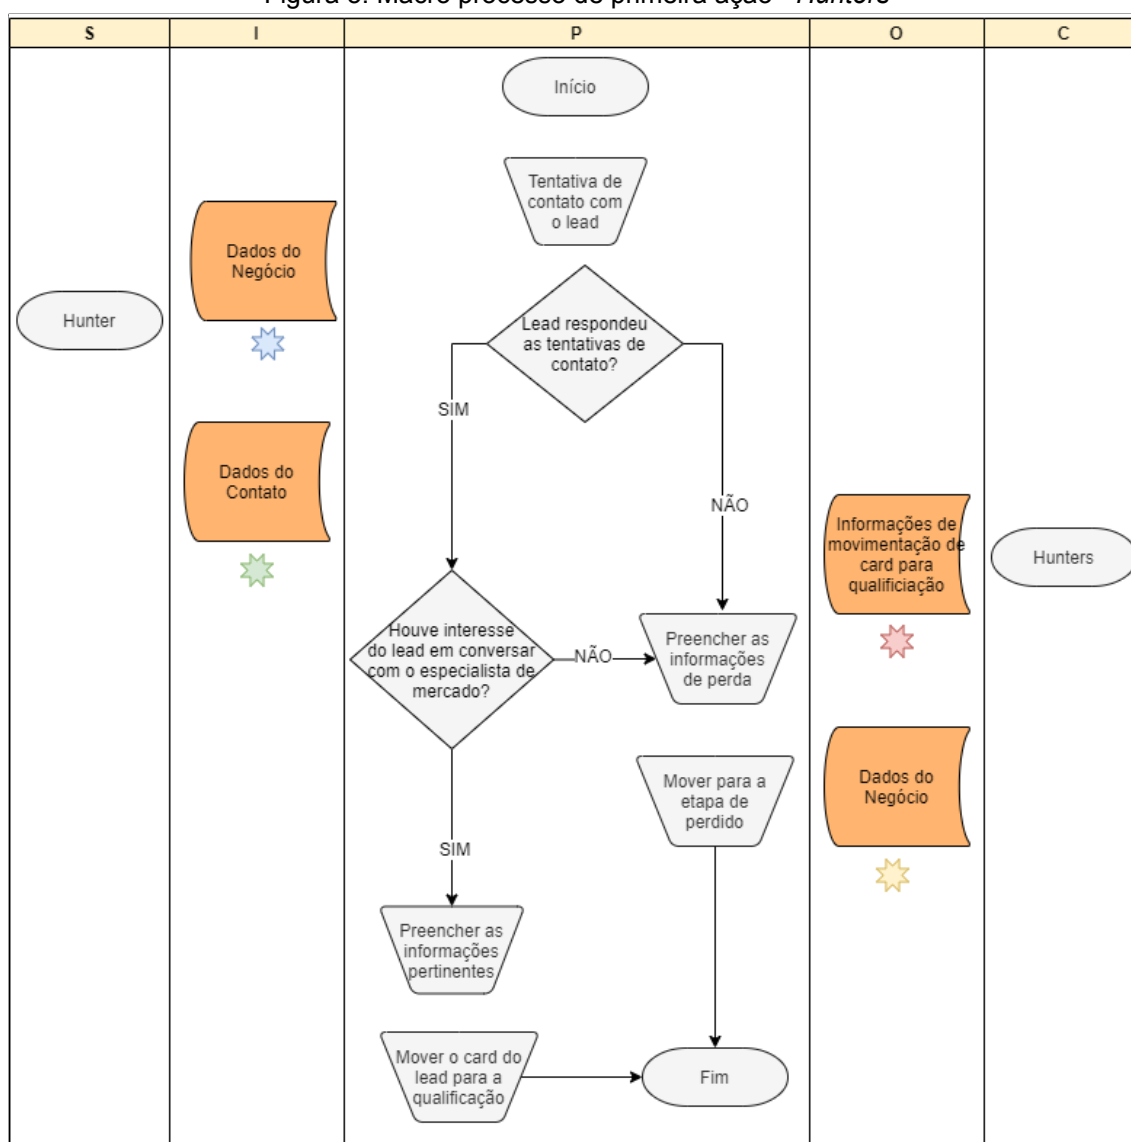 Figura 5: Macro processo de primeira ação - Hunters
S
I
P
O
C
Início
Tentativa de
contato com
o lead
Dados do
Negócio
Hunter
Lead respondeu
as tentativas de
contato?
SIM
NÃO
Dados do
Contato
Informações de
movimentação de
card para
qualificiação
Hunters
Houve interesse
do lead em conversar
com o especialista de
mercado?
NÃO
Preencher as
informações
de perda
Mover para a
etapa de
perdido
Dados do
Negócio
SIM
Preencher as
informações
pertinentes
Mover o card do
lead para a
qualificação
Fim